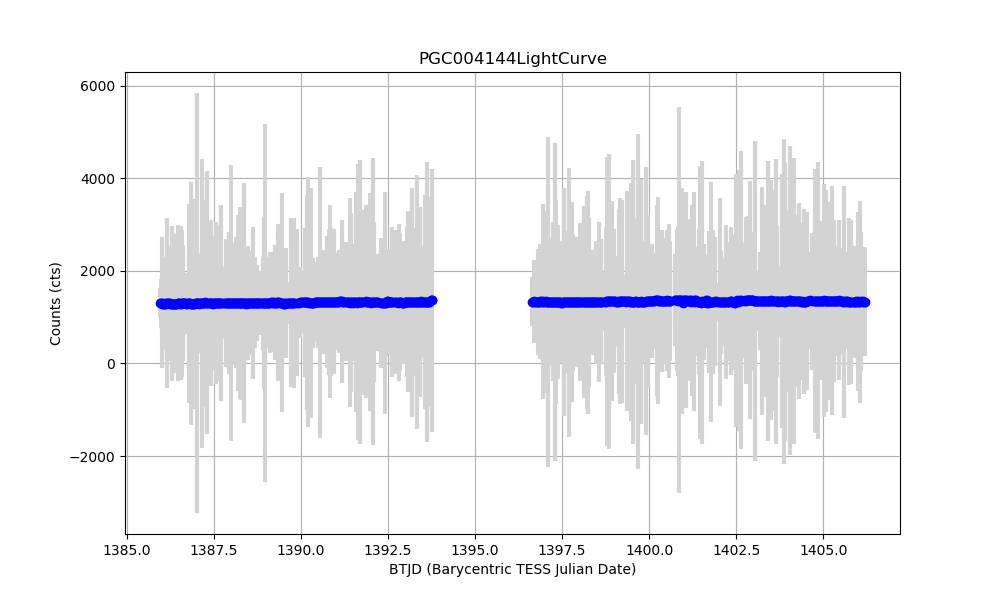 PGC004144LightCurve
6000
4000
2000
0
−2000
Counts (cts)
1385.0 1387.5 1390.0 1392.5 1395.0 1397.5 1400.0 1402.5 1405.0
BTJD (Barycentric TESS Julian Date)